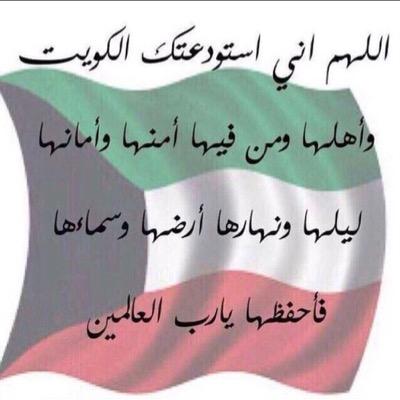 اللهم اني استودعتك الكويت
وأهلها ومن فيها أمنها وأمانها
ليلها ونهارها أرضها وسماءها
فأحفظها يارب العالمين